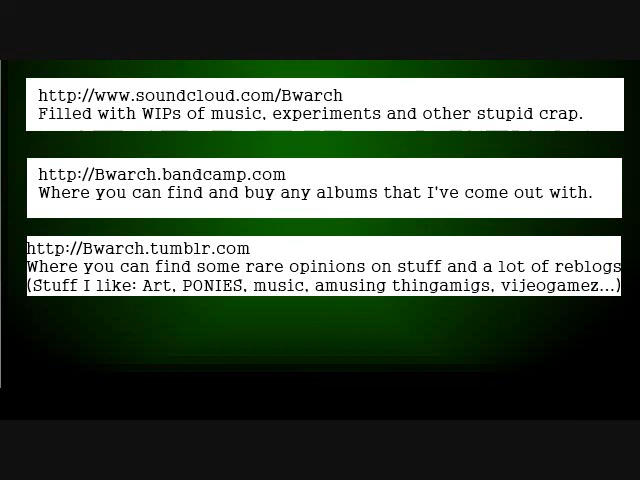 http://www.soundcloud.com/Bwarch
Filled with WIPs of music, experiments and other stupid crap.
http://Bwarch.bandcamp.com
Where you can find and buy any albums that I've come out with.
http://Bwarch.tumblr.com
Where you can find some rare opinions on stuff and a lot of reblogs
(Stuff I like: Art, PONIES, music, amusing thingamigs, vijeogamez...)